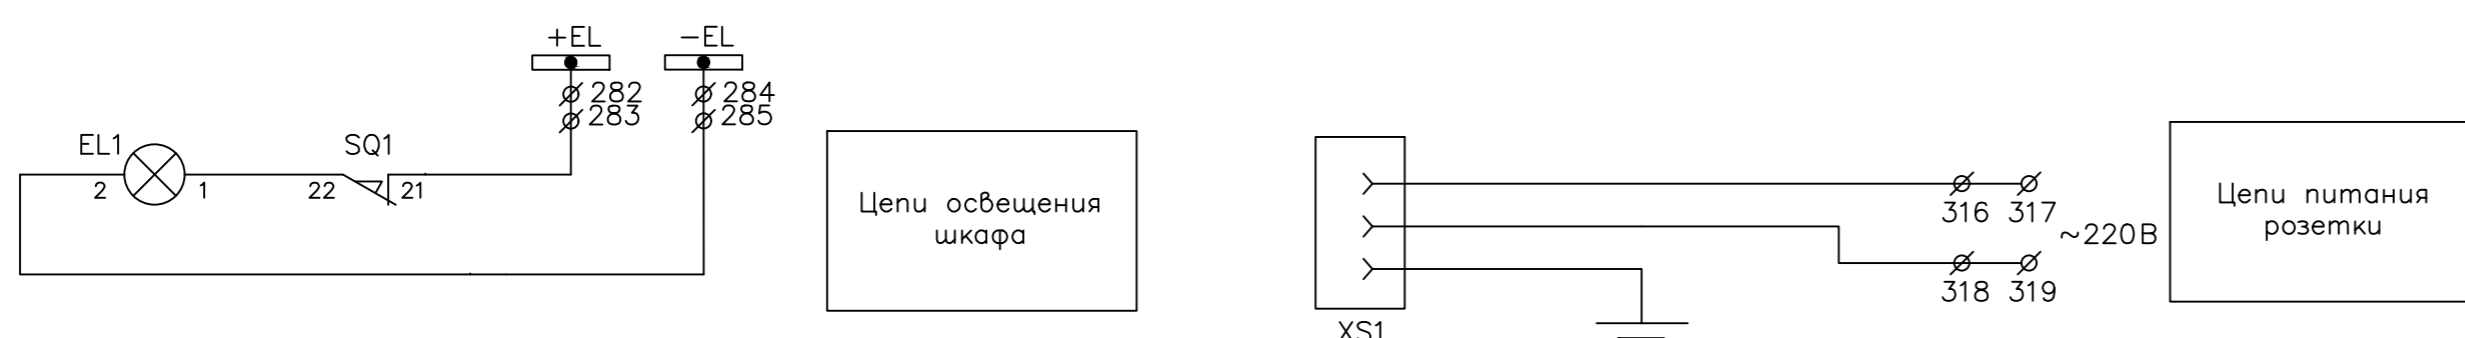 +EL
-EL
282
284
283
285
EL1
SQ1
2
1
22
21
Цепи освещения
шкафа
316 317
~220В
318 319
XS1
Цепи питания
розетки